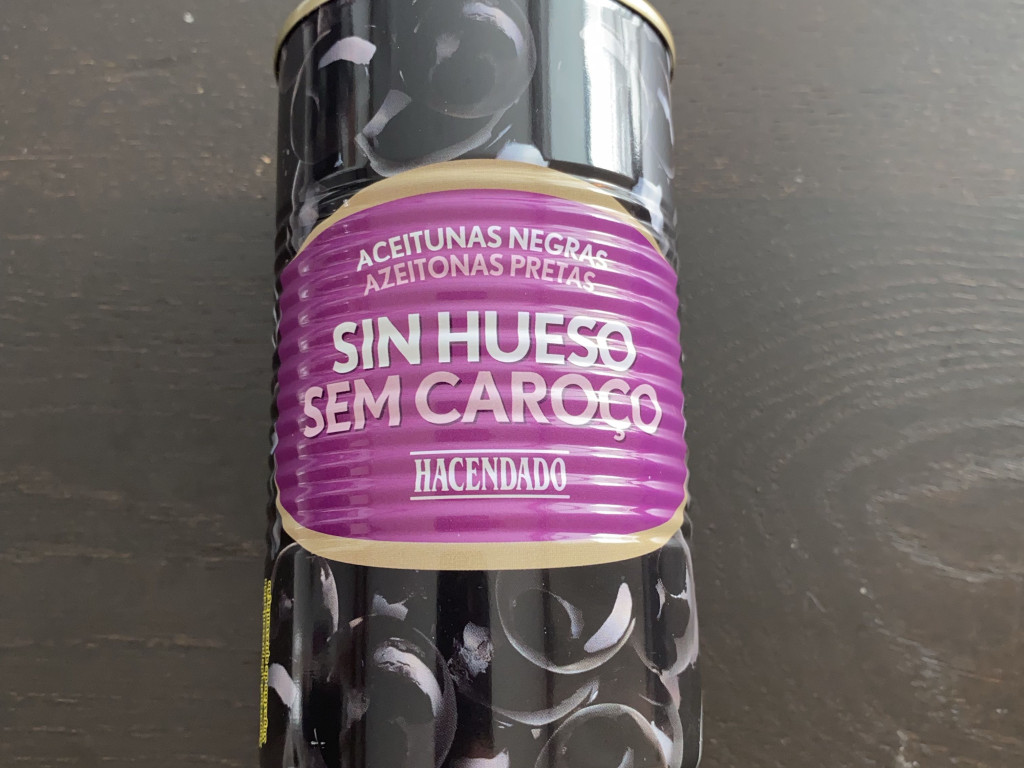 ACEITUNAS NEGRAS
AZEITONAS PRETAS
SIN HUESO
SEM CAROÇO
HACENDADO